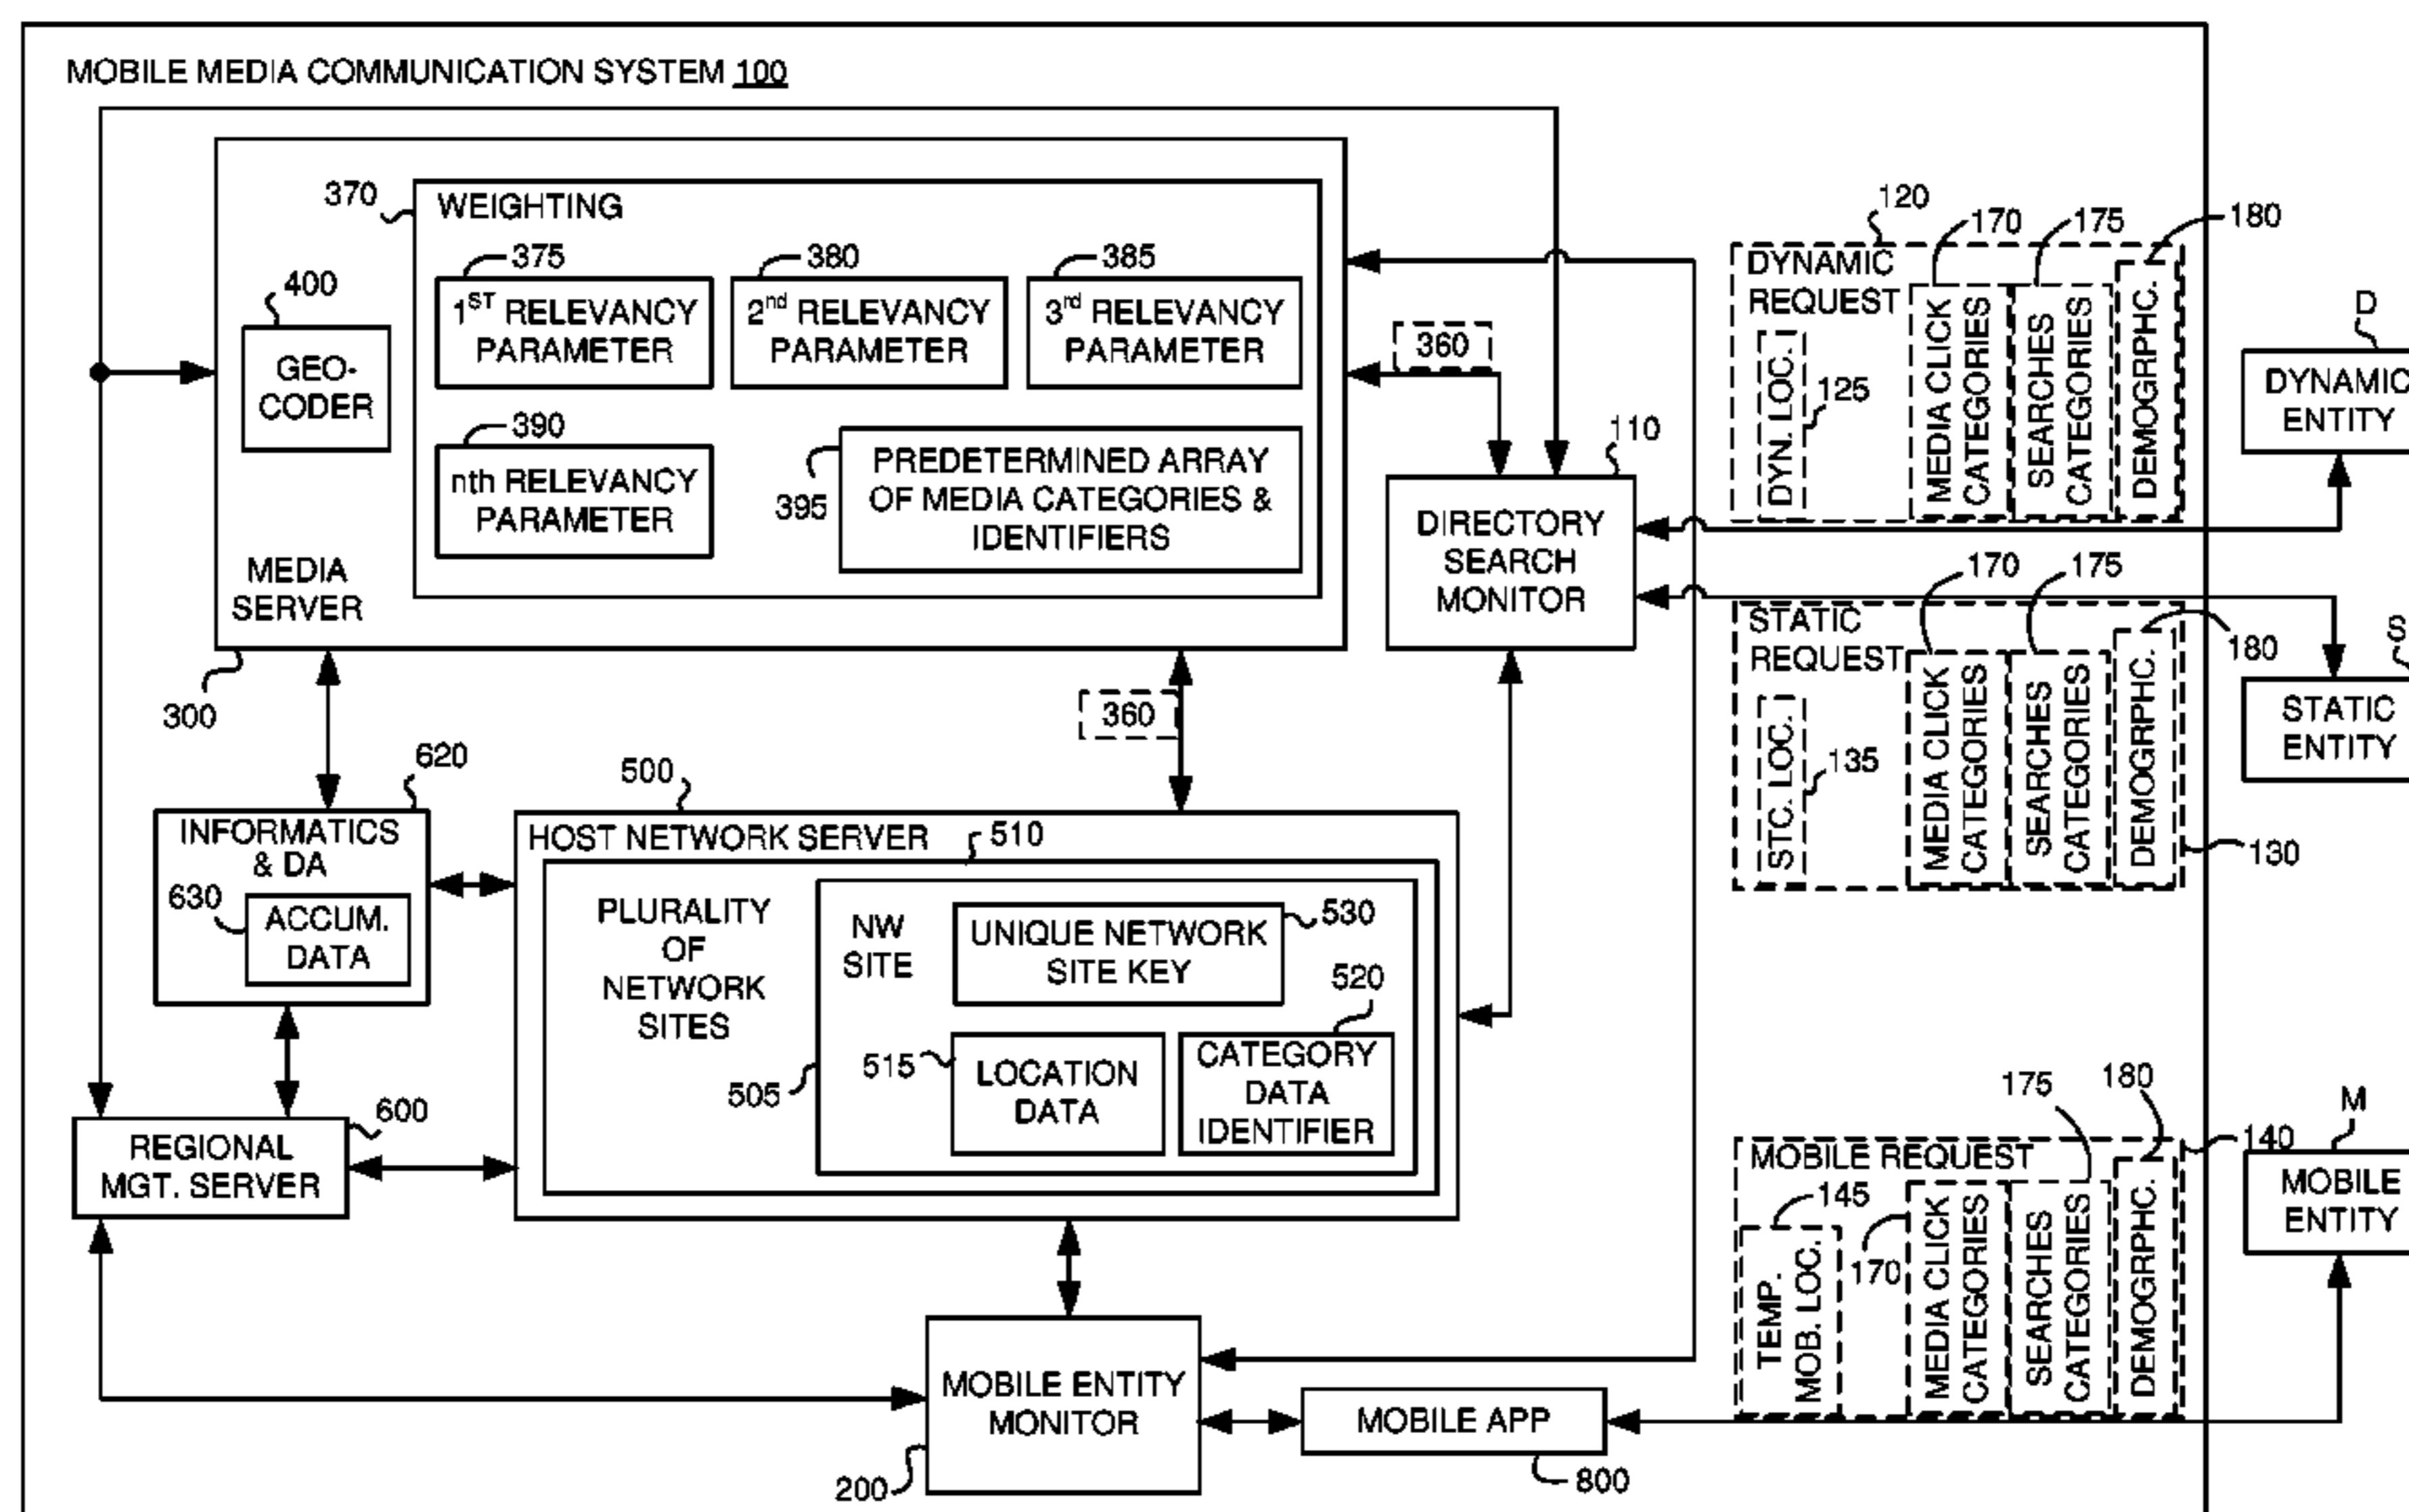 MOBILE MEDIA COMMUNICATION SYSTEM 100
370
WEIGHTING
375
1ST RELEVANCY
PARAMETER
380
2nd RELEVANCY
PARAMETER
385
3rd RELEVANCY
PARAMETER
400
GEO-
CODER
390
nth RELEVANCY
PARAMETER
395
PREDETERMINED ARRAY
OF MEDIA CATEGORIES &
IDENTIFIERS
MEDIA
SERVER
300
360
110
DIRECTORY
SEARCH
MONITOR
120
170
175
180
DYNAMIC
REQUEST
DYN. LOC.
125
MEDIA CLICK
CATEGORIES
SEARCHES
CATEGORIES
DEMOGRPHC.
D
DYNAMIC
ENTITY
170
175
180
STATIC
REQUEST
STC. LOC.
135
MEDIA CLICK
CATEGORIES
SEARCHES
CATEGORIES
DEMOGRPHC.
130
S
STATIC
ENTITY
360
620
INFORMATICS
& DA
630
ACCUM.
DATA
500
HOST NETWORK SERVER
510
PLURALITY
OF
NETWORK
SITES
NW
SITE
505
UNIQUE NETWORK
SITE KEY
530
515
LOCATION
DATA
520
CATEGORY
DATA
IDENTIFIER
600
REGIONAL
MGT. SERVER
175
180
140
MOBILE REQUEST
145
TEMP.
MOB. LOC.
170
MEDIA CLICK
CATEGORIES
SEARCHES
CATEGORIES
DEMOGRPHC.
M
MOBILE
ENTITY
MOBILE ENTITY
MONITOR
200
MOBILE APP
800